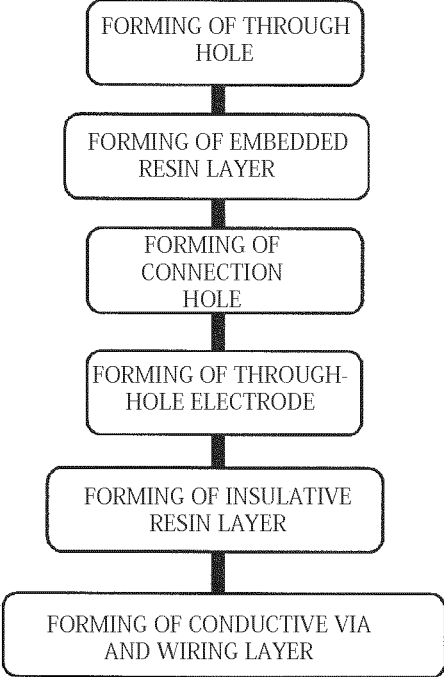 FORMING OF THROUGH
HOLE
FORMING OF EMBEDDED
RESIN LAYER
FORMING OF
CONNECTION
HOLE
FORMING OF THROUGH-
HOLE ELECTRODE
FORMING OF INSULATIVE
RESIN LAYER
FORMING OF CONDUCTIVE VIA
AND WIRING LAYER